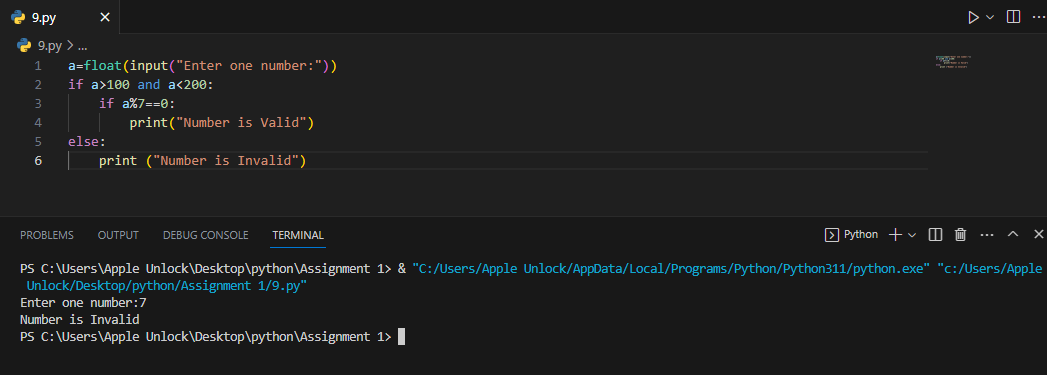 9.py
9.py > ...
1 a=float(input("Enter one number:"))
2 if a>100 and a<200:
3     if a%7==0:
4         print("Number is Valid")
5 else:
6     print ("Number is Invalid")
PROBLEMS OUTPUT DEBUG CONSOLE TERMINAL Python
PS C:\Users\Apple Unlock\Desktop\python\Assignment 1> & "C:/Users/Apple Unlock/AppData/Local/Programs/Python/Python311/python.exe" "c:/Users/Apple
Unlock/Desktop/python/Assignment 1/9.py"
Enter one number:7
Number is Invalid
PS C:\Users\Apple Unlock\Desktop\python\Assignment 1>